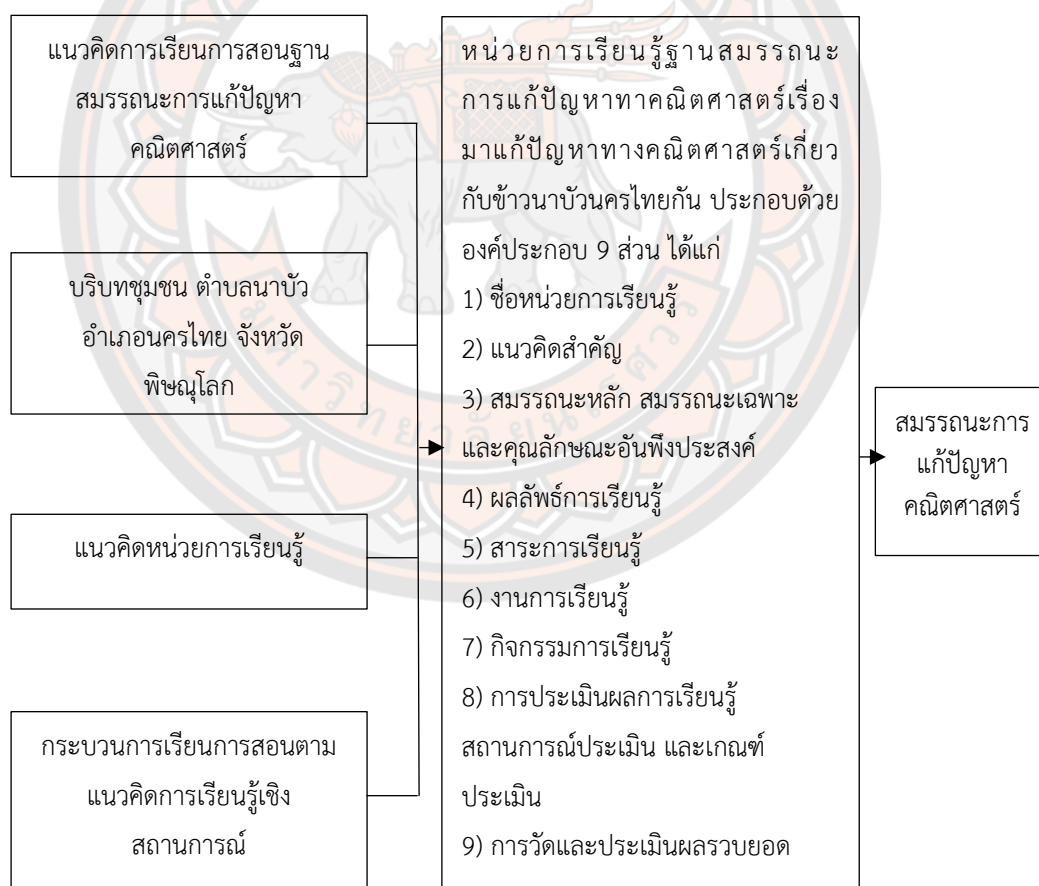 แนวคิดการเรียนการสอนฐาน
สมรรถนะการแก้ปัญหา
คณิตศาสตร์
บริบทชุมชน ตำบลนาบัว
อำเภอนครไทย จังหวัด
พิษณุโลก
แนวคิดหน่วยการเรียนรู้
กระบวนการเรียนการสอนตาม
แนวคิดการเรียนรู้เชิง
สถานการณ์
หน่วยการเรียนรู้ฐานสมรรถนะ
การแก้ปัญหาทาคณิตศาสตร์เรื่อง
มาแก้ปัญหาทางคณิตศาสตร์เกี่ยว
กับข้าวนาบัวนครไทยกัน ประกอบด้วย
องค์ประกอบ 9 ส่วน ได้แก่
1) ชื่อหน่วยการเรียนรู้
2) แนวคิดสำคัญ
3) สมรรถนะหลัก สมรรถนะเฉพาะ
และคุณลักษณะอันพึงประสงค์
4) ผลลัพธ์การเรียนรู้
5) สาระการเรียนรู้
6) งานการเรียนรู้
7) กิจกรรมการเรียนรู้
8) การประเมินผลการเรียนรู้
สถานการณ์ประเมิน และเกณฑ์
ประเมิน
9) การวัดและประเมินผลรวบยอด
สมรรถนะการ
แก้ปัญหา
คณิตศาสตร์
มหาวิทยาลัยนเรศวร